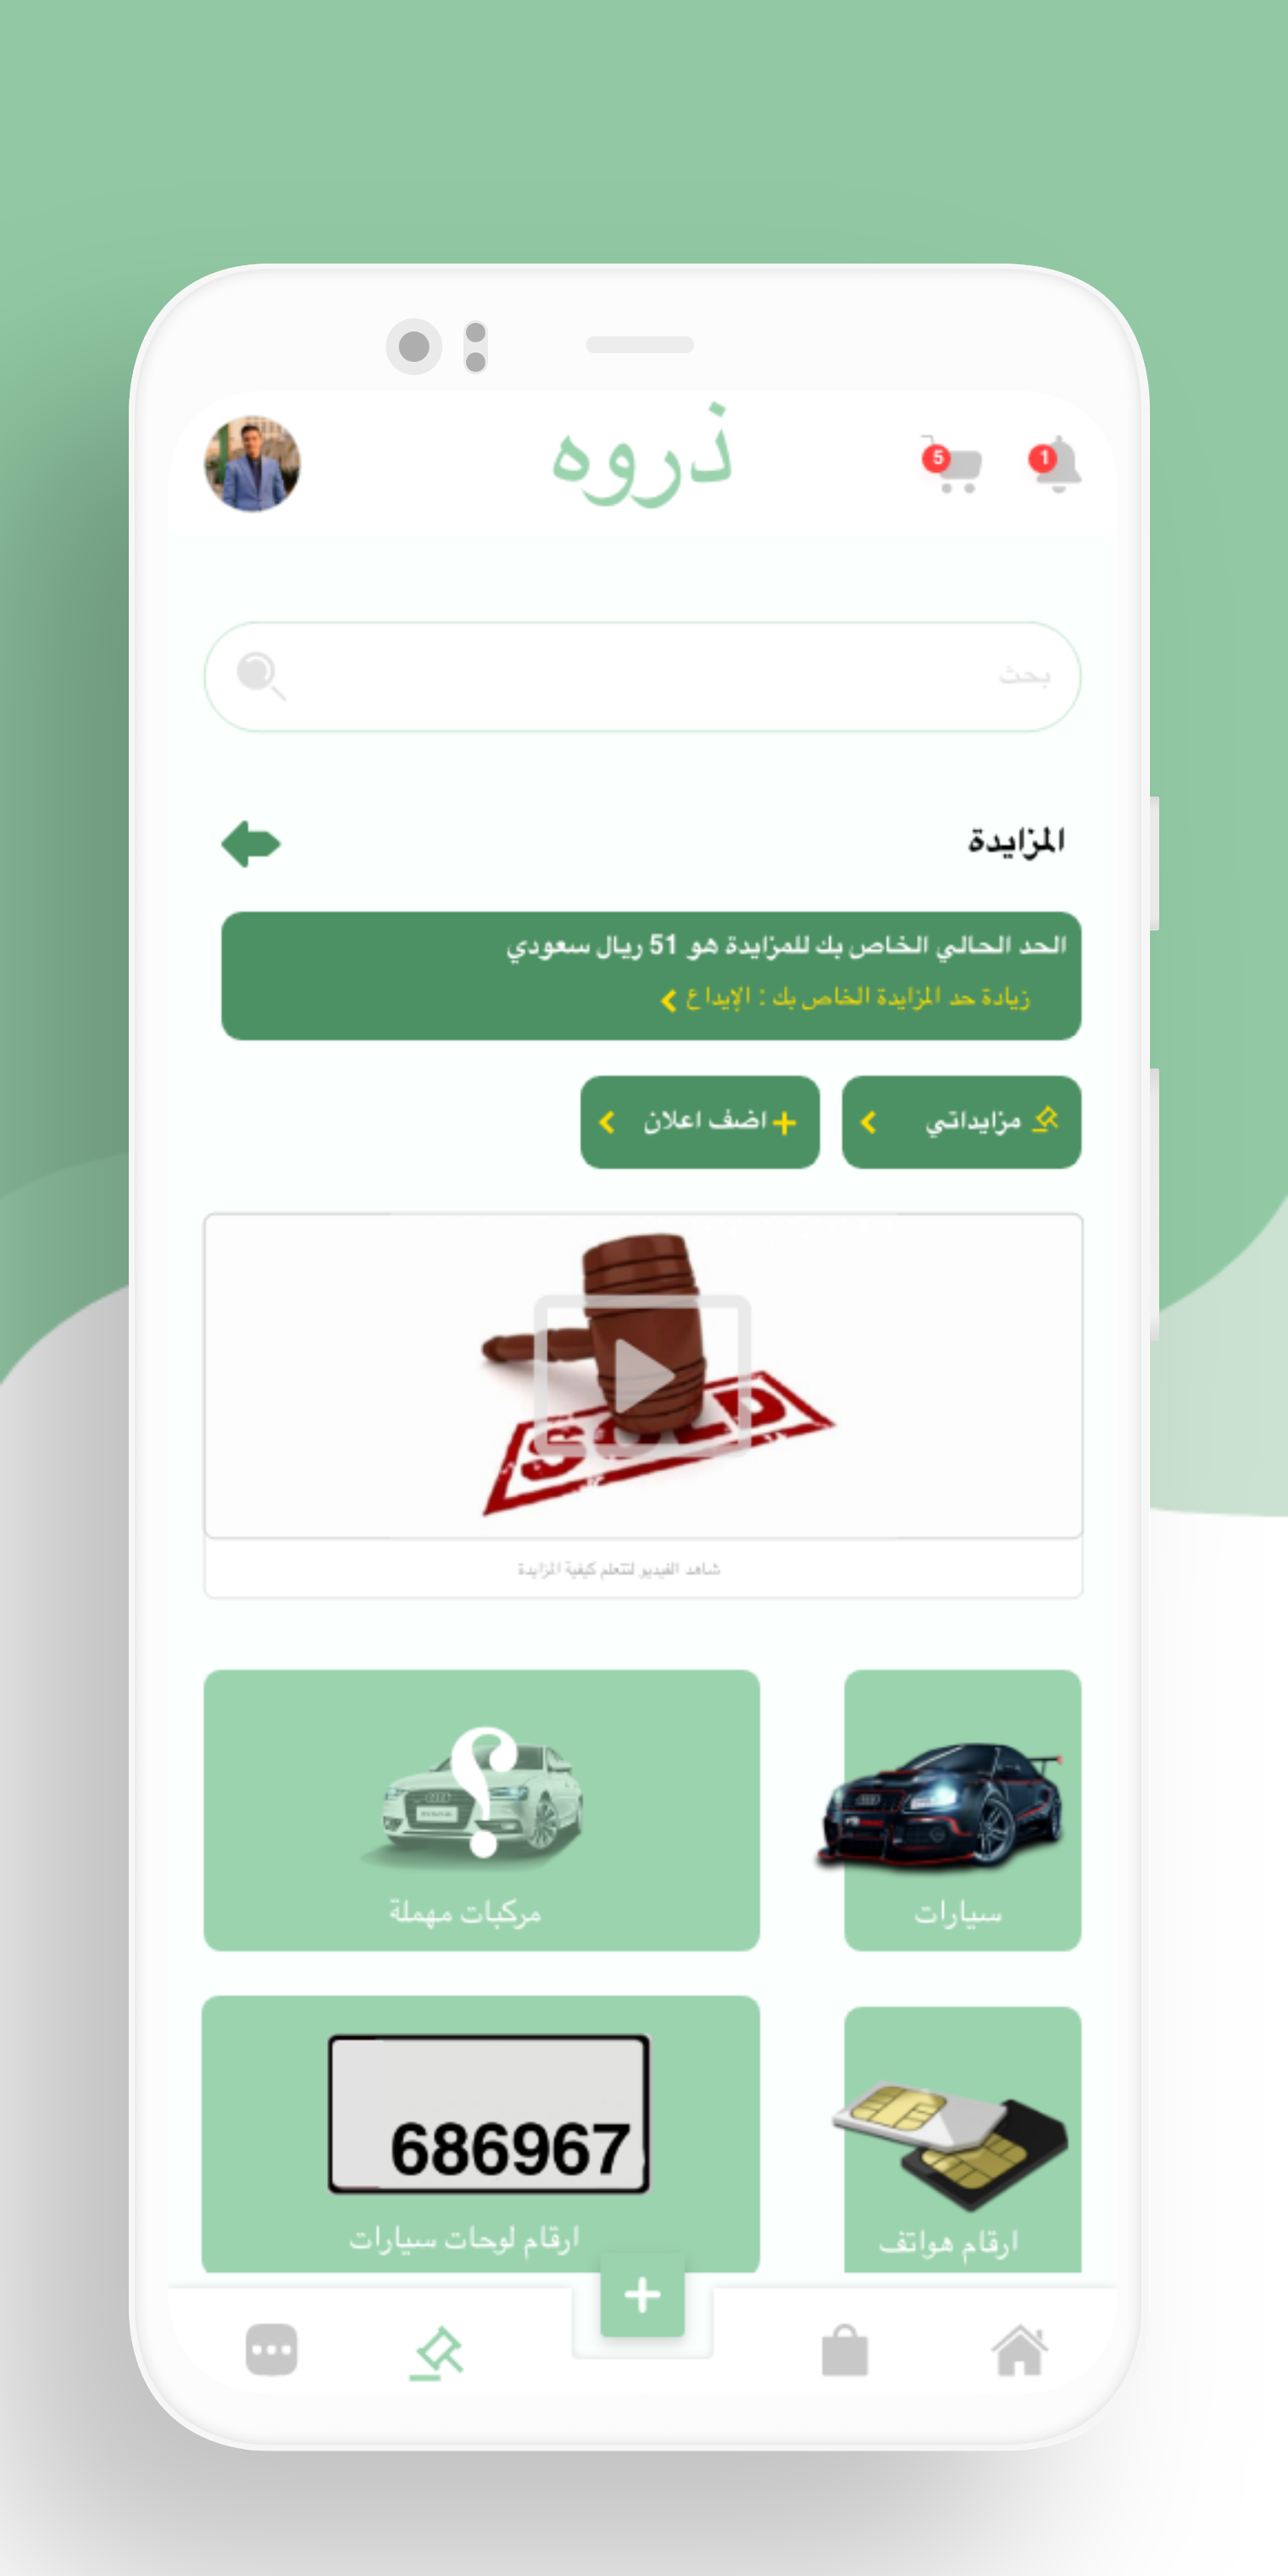 ذروه
5
1
بحث
المزايدة
الحد الحالي الخاص بك للمزايدة هو 51 ريال سعودي
زيادة حد المزايدة الخاص بك : الإيداع
مزايداتي
اضف اعلان
SOLD
شاهد الفيديو لتتعلم كيفية المزايدة
؟
سيارات
مركبات مهملة
686967
ارقام هواتف
ارقام لوحات سيارات